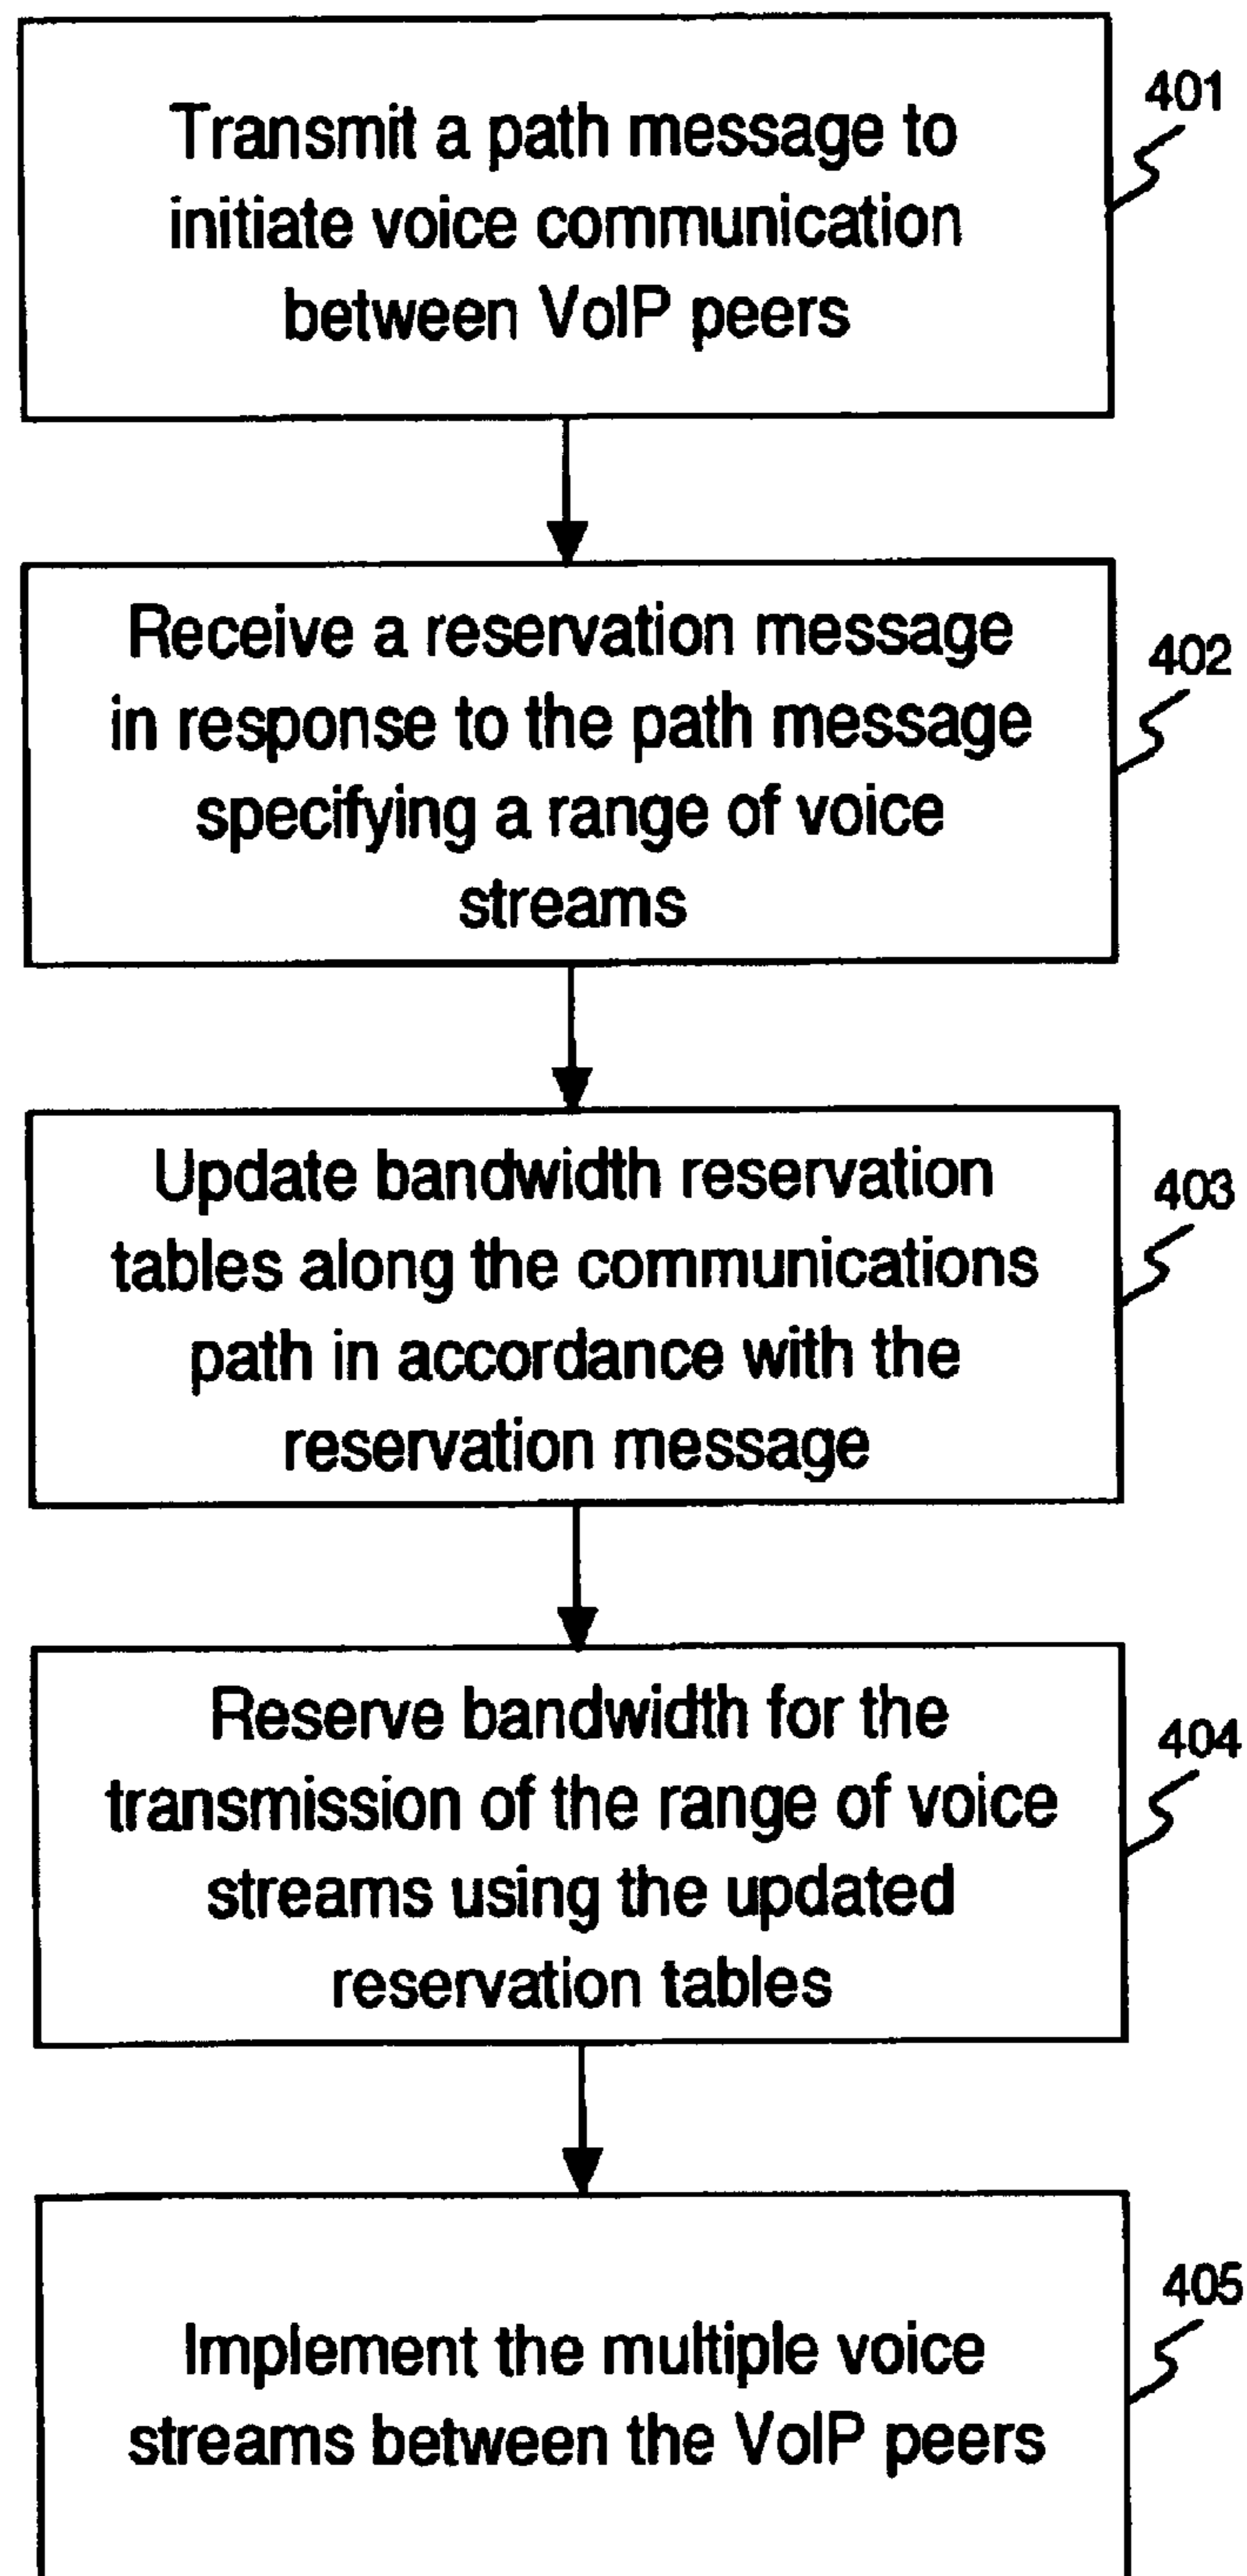 Transmit a path message to
initiate voice communication
between VoIP peers
401
Receive a reservation message
in response to the path message
specifying a range of voice
streams
402
Update bandwidth reservation
tables along the communications
path in accordance with the
reservation message
403
Reserve bandwidth for the
transmission of the range of voice
streams using the updated
reservation tables
404
Implement the multiple voice
streams between the VoIP peers
405